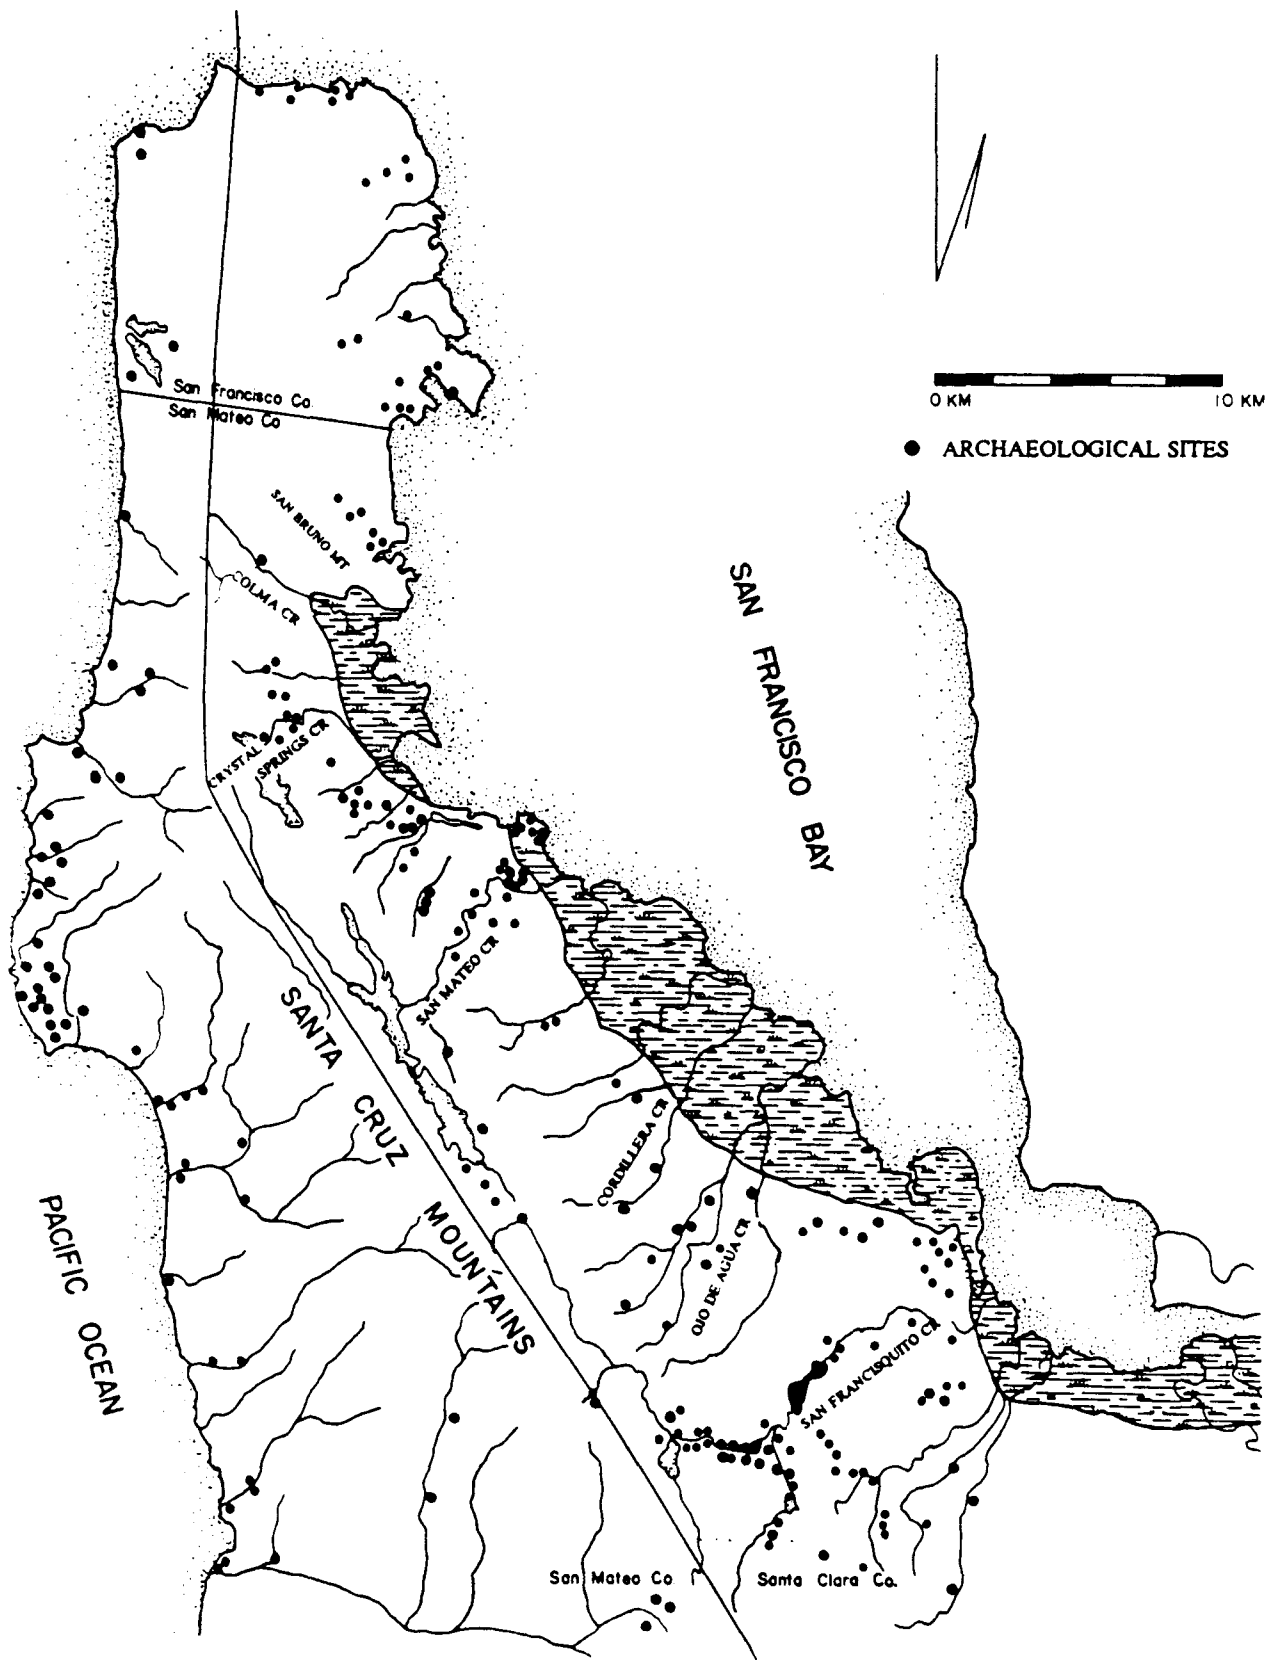 0 KM 10 KM
ARCHAEOLOGICAL SITES
San Francisco Co.
San Mateo Co
SAN BRUNO MT
COLMA CR
SAN FRANCISCO BAY
CRYSTAL
SPRINGS CR
SAN MATEO CR
SANTA CRUZ MOUNTAINS
CORDILLERA CR
PACIFIC OCEAN
OJO DE AGUA CR
SAN FRANCISQUITO CR
San Mateo Co.
Santa Clara Co.